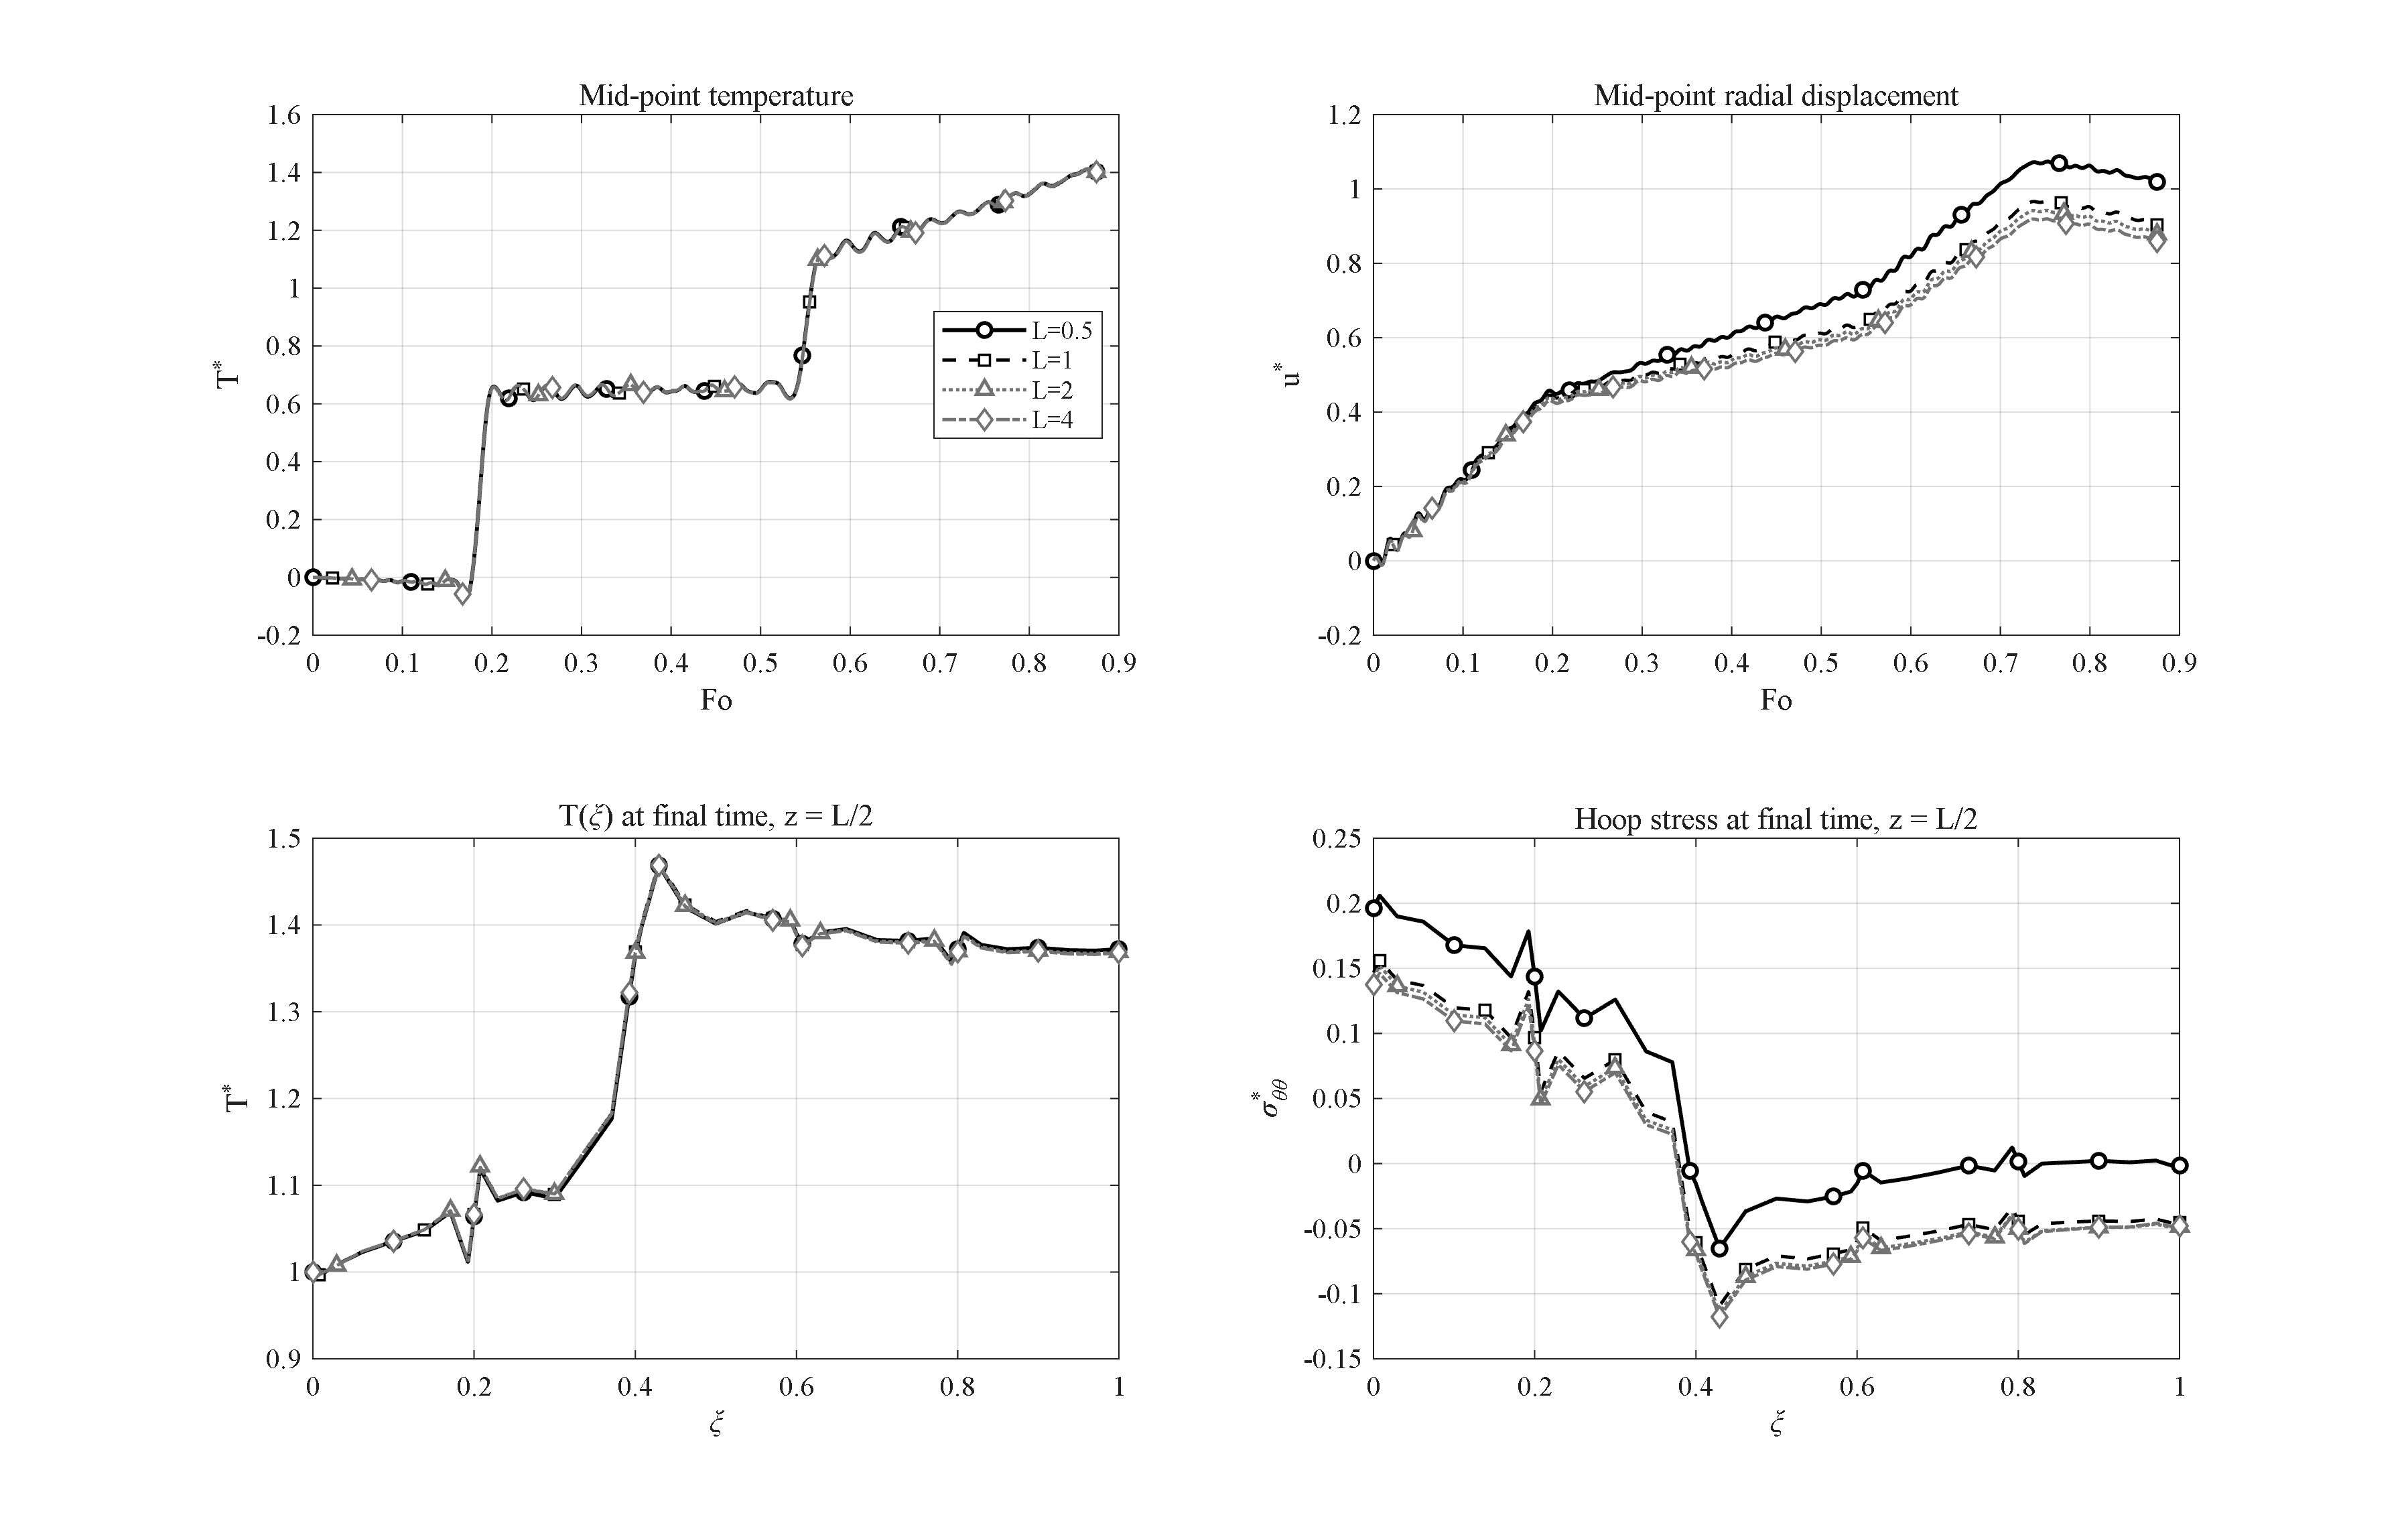 Mid-point temperature
1.6
1.4
1.2
1
0.8
0.6
0.4
0.2
0
-0.2
T*
L=0.5
L=1
L=2
L=4
0 0.1 0.2 0.3 0.4 0.5 0.6 0.7 0.8 0.9
Fo
Mid-point radial displacement
1.2
1
0.8
0.6
0.4
0.2
0
-0.2
u*
0 0.1 0.2 0.3 0.4 0.5 0.6 0.7 0.8 0.9
Fo
T(ξ) at final time, z = L/2
1.5
1.4
1.3
1.2
1.1
1
0.9
T*
0 0.2 0.4 0.6 0.8 1
ξ
Hoop stress at final time, z = L/2
0.25
0.2
0.15
0.1
0.05
0
-0.05
-0.1
-0.15
σ*θθ
0 0.2 0.4 0.6 0.8 1
ξ